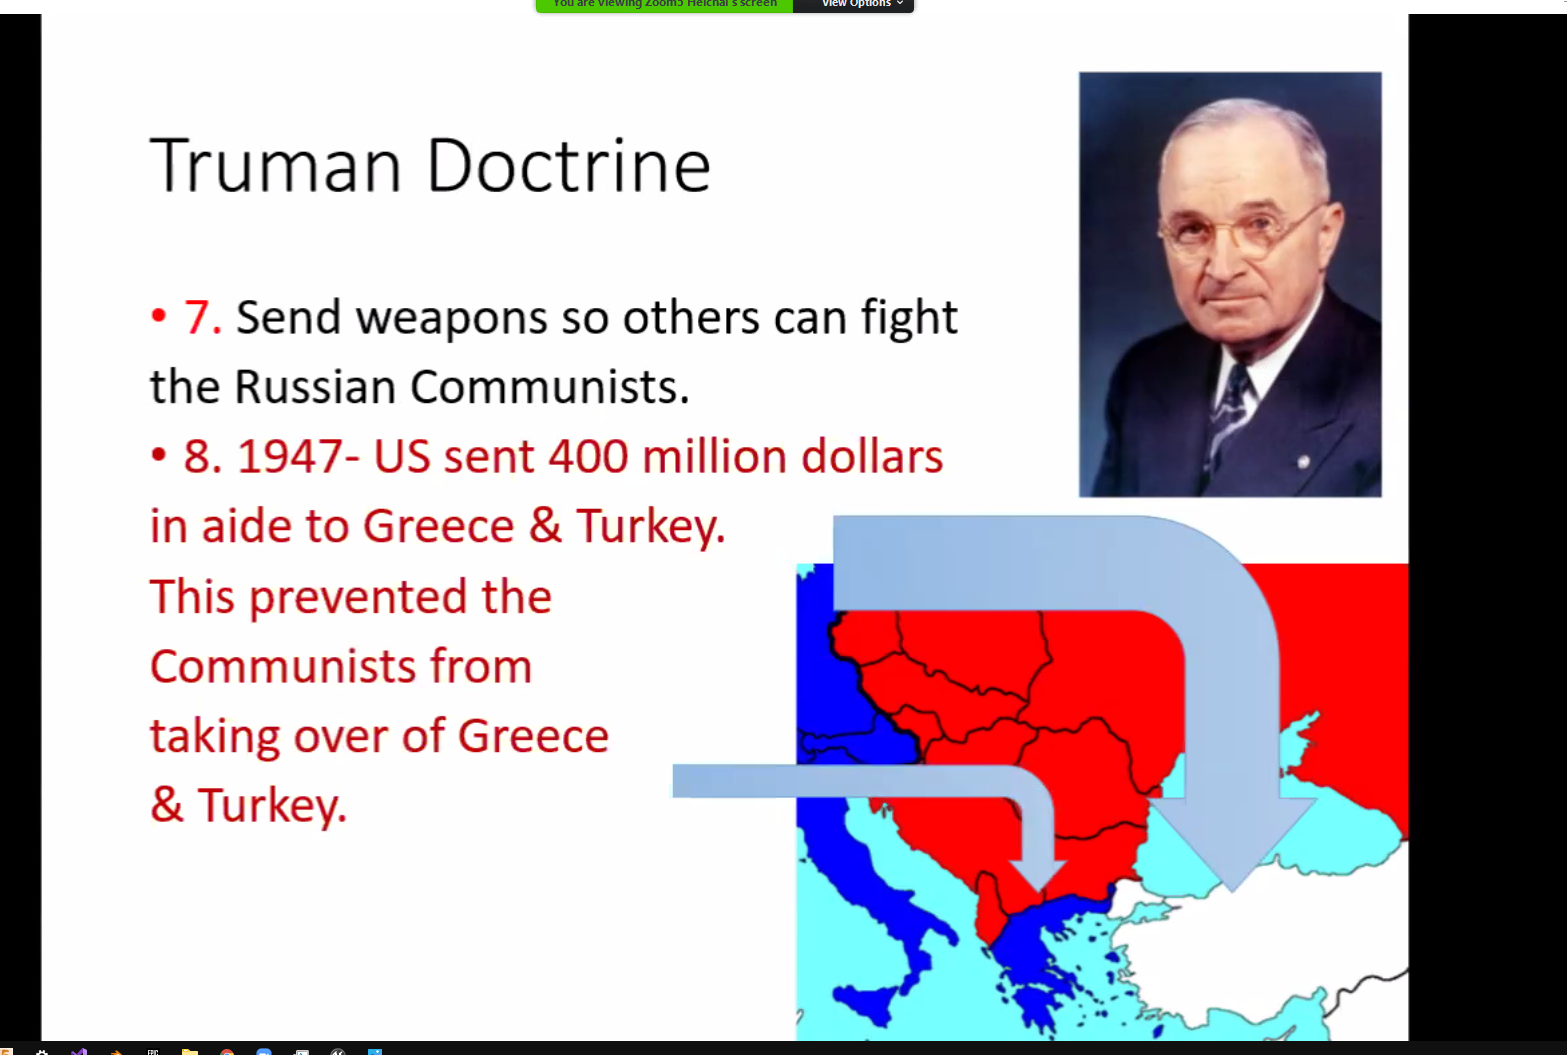 You are viewing Zoom5 Heichal's screen
View Options
Truman Doctrine
• 7. Send weapons so others can fight
the Russian Communists.
• 8. 1947- US sent 400 million dollars
in aide to Greece & Turkey.
This prevented the
Communists from
taking over of Greece
& Turkey.